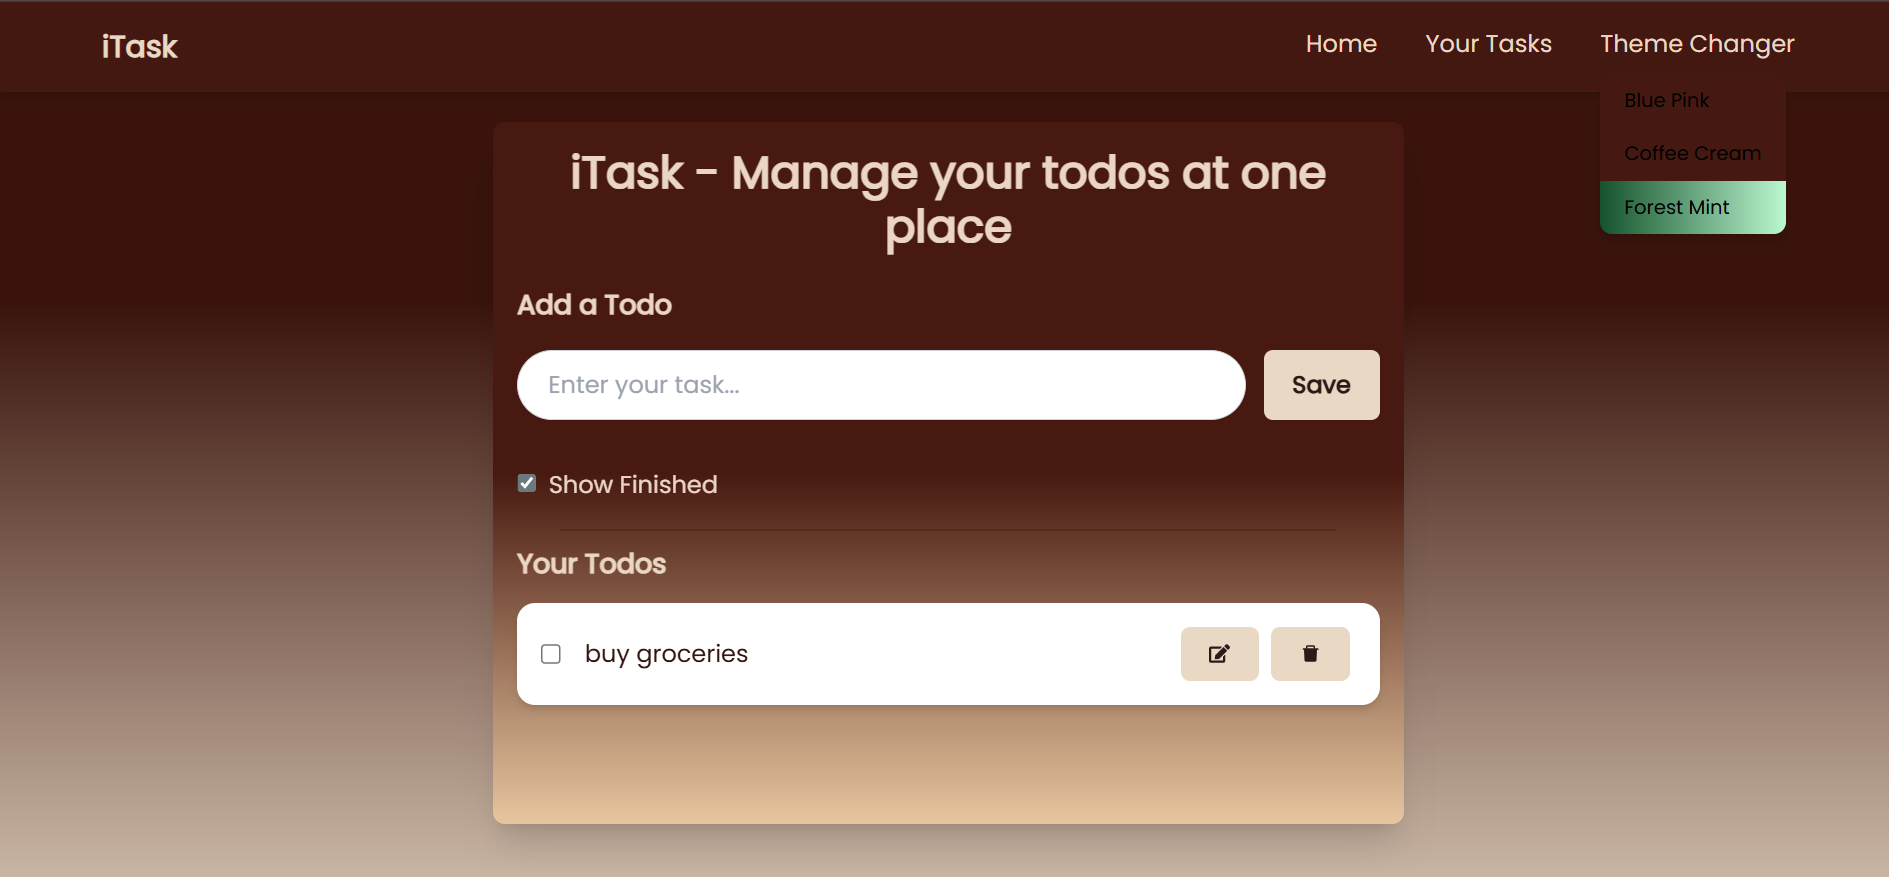 iTask
Home
Your Tasks
Theme Changer
Blue Pink
Coffee Cream
Forest Mint
iTask - Manage your todos at one
place
Add a Todo
Enter your task...
Save
Show Finished
Your Todos
buy groceries